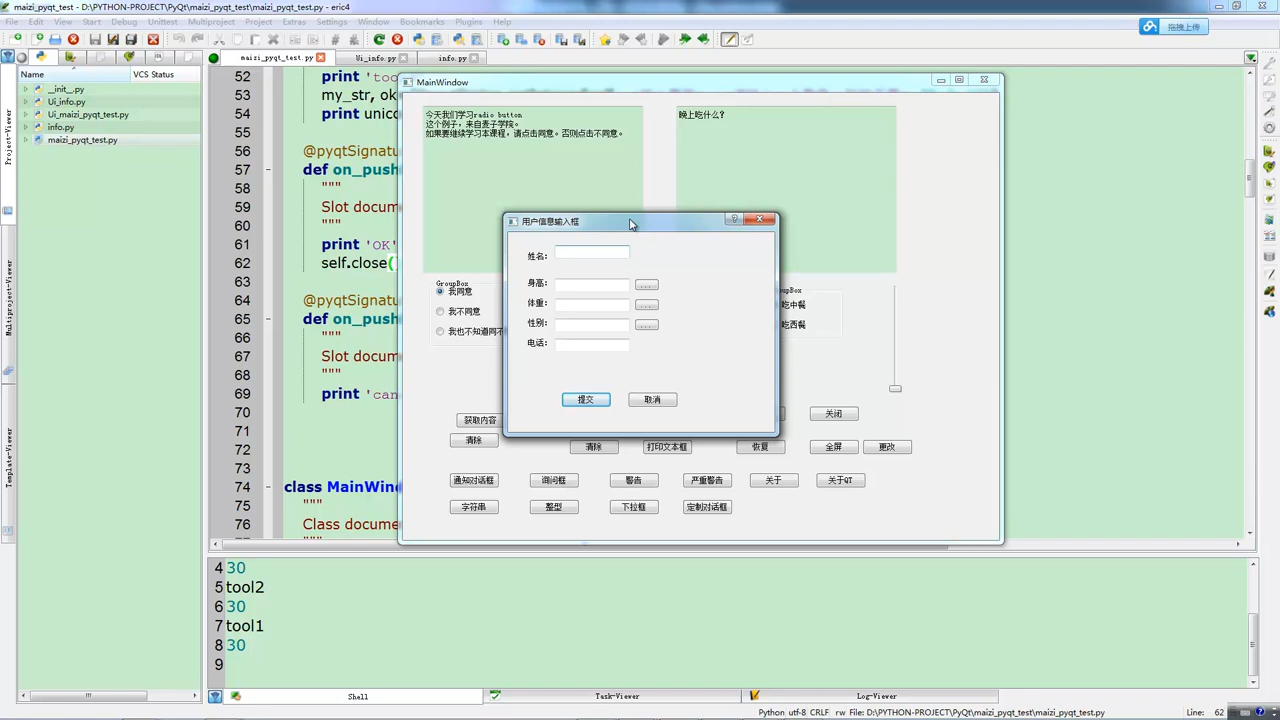 maizi_pyqt_test - D:\PYTHON-PROJECT\PyQt\maizi_pyqt_test\maizi_pyqt_test.py - eric4
File Edit View Start Debug Unittest Multiproject Project Extras Settings Window Bookmarks Plugins Help
拖拽上传
maizi_pyqt_test.py
Ui_info.py
info.py
Name
VCS Status
__init__.py
Ui_info.py
Ui_maizi_pyqt_test.py
info.py
maizi_pyqt_test.py
Project-Viewer
Multiproject-Viewer
Template-Viewer
52 print 'too
53 my_str, ok
54 print unico
55
56 @pyqtSignatu
57 def on_push
58 """
59 Slot docume
60 """
61 print 'OK'
62 self.close()
63
64 @pyqtSignatu
65 def on_push
66 """
67 Slot docume
68 """
69 print 'can
70
71
72
73
74 class MainWind
75 """
76 Class docume
MainWindow
今天我们学习radio button
这个例子，来自麦子学院。
如果要继续学习本课程，请点击同意。否则点击不同意。
晚上吃什么？
用户信息输入框
姓名:
身高: ...
体重: ...
性别: ...
电话:
提交 取消
GroupBox
我同意
我不同意
我也不知道同不
吃中餐
吃西餐
获取内容
关闭
清除
清除 打印文本框 恢复 全屏 更改
通知对话框 询问框 警告 严重警告 关于 关于QT
字符串 整型 下拉框 定制对话框
4 30
5 tool2
6 30
7 tool1
8 30
9
Shell
Task-Viewer
Log-Viewer
Python utf-8 CRLF rw File: D:\PYTHON-PROJECT\PyQt\maizi_pyqt_test\maizi_pyqt_test.py Line: 62